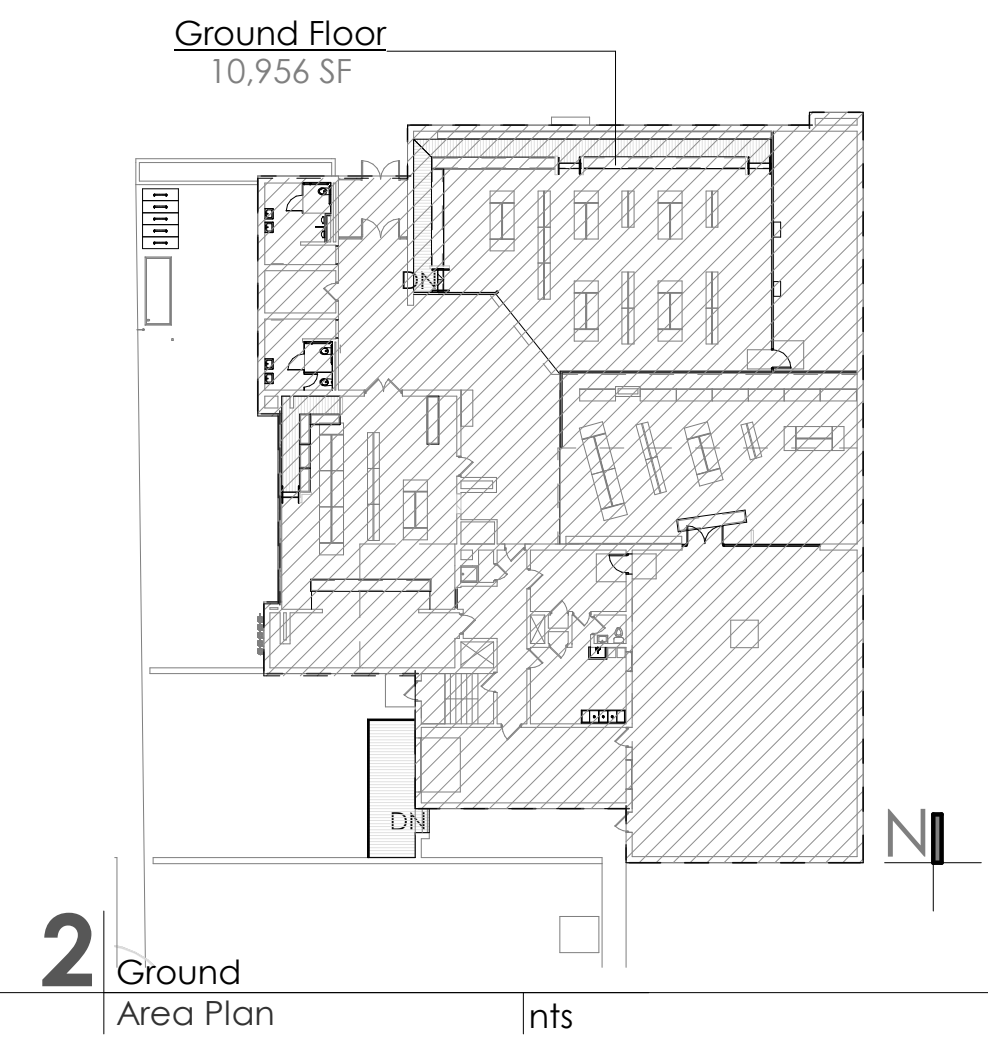 Ground Floor
10,956 SF
DN
DN
N
2
Ground
Area Plan
nts